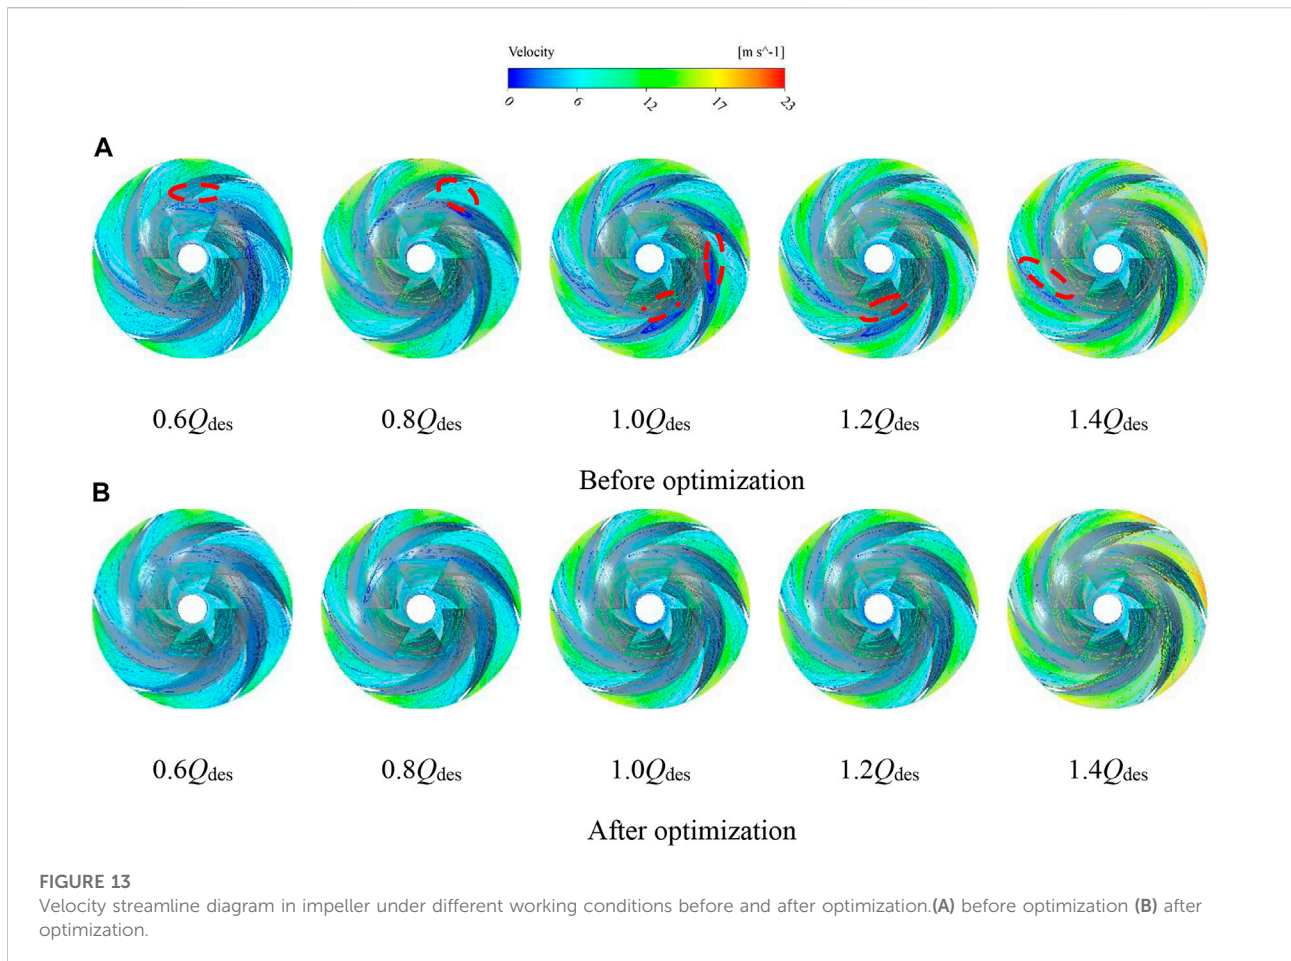 Velocity [m s^-1]
0 6 12 17 23
A
0.6Qdes 0.8Qdes 1.0Qdes 1.2Qdes 1.4Qdes
Before optimization
B
0.6Qdes 0.8Qdes 1.0Qdes 1.2Qdes 1.4Qdes
After optimization
FIGURE 13
Velocity streamline diagram in impeller under different working conditions before and after optimization.(A) before optimization (B) after
optimization.